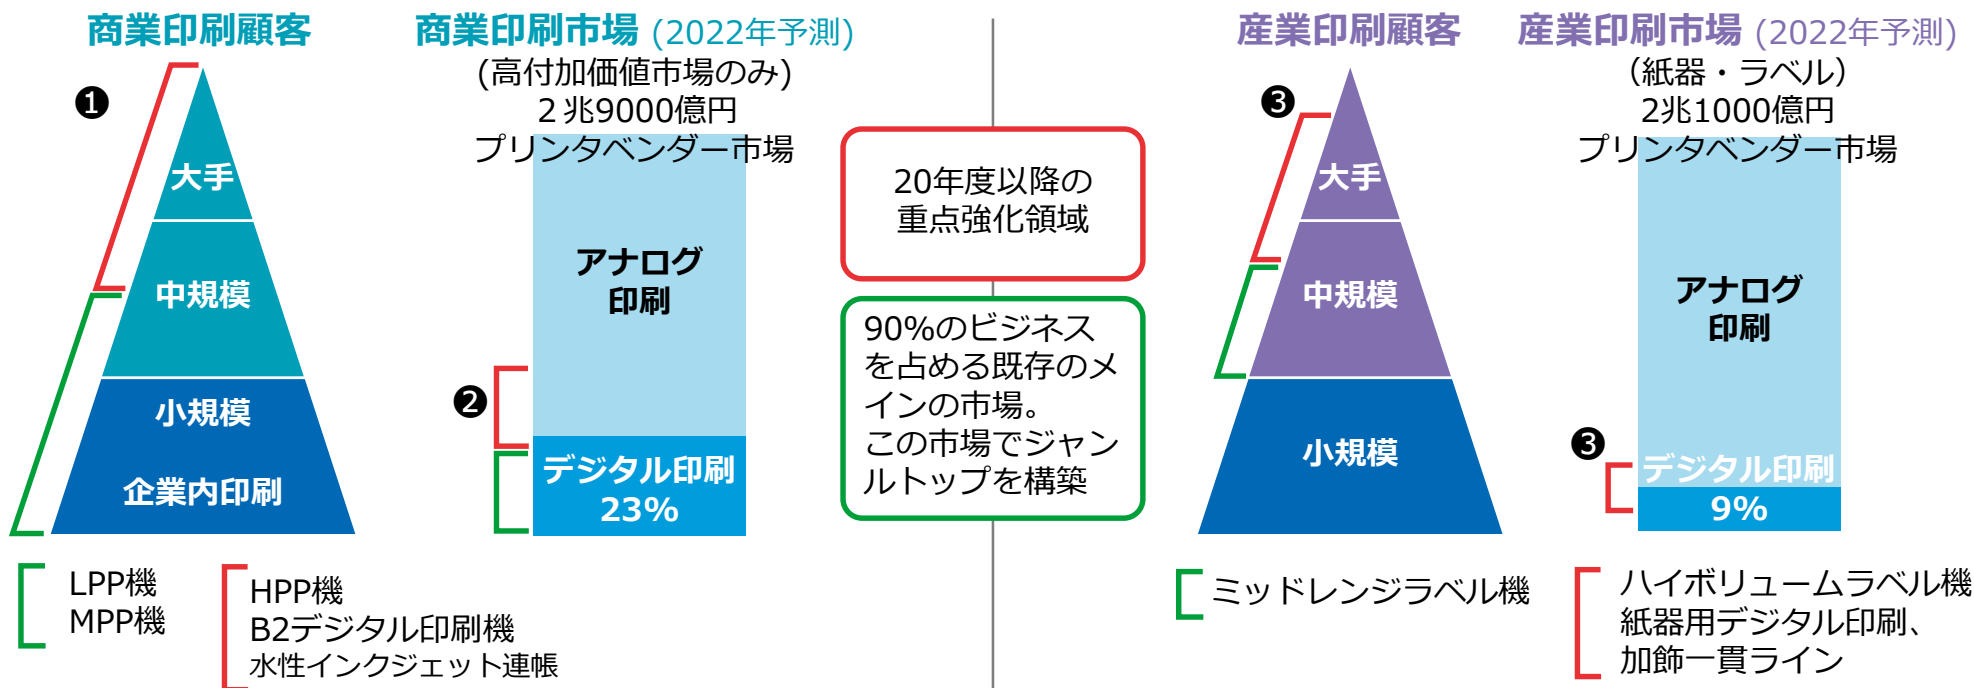 商業印刷顧客
❶
大手
中規模
小規模
企業内印刷
LPP機
MPP機
HPP機
B2デジタル印刷機
水性インクジェット連帳
商業印刷市場 (2022年予測)
(高付加価値市場のみ)
２兆9000億円
プリンタベンダー市場
アナログ
印刷
❷
デジタル印刷
23%
20年度以降の
重点強化領域
90%のビジネス
を占める既存のメ
インの市場。
この市場でジャン
ルトップを構築
産業印刷顧客
❸
大手
中規模
小規模
ミッドレンジラベル機
産業印刷市場 (2022年予測)
（紙器・ラベル）
2兆1000億円
プリンタベンダー市場
アナログ
印刷
❸
デジタル印刷
9%
ハイボリュームラベル機
紙器用デジタル印刷、
加飾一貫ライン